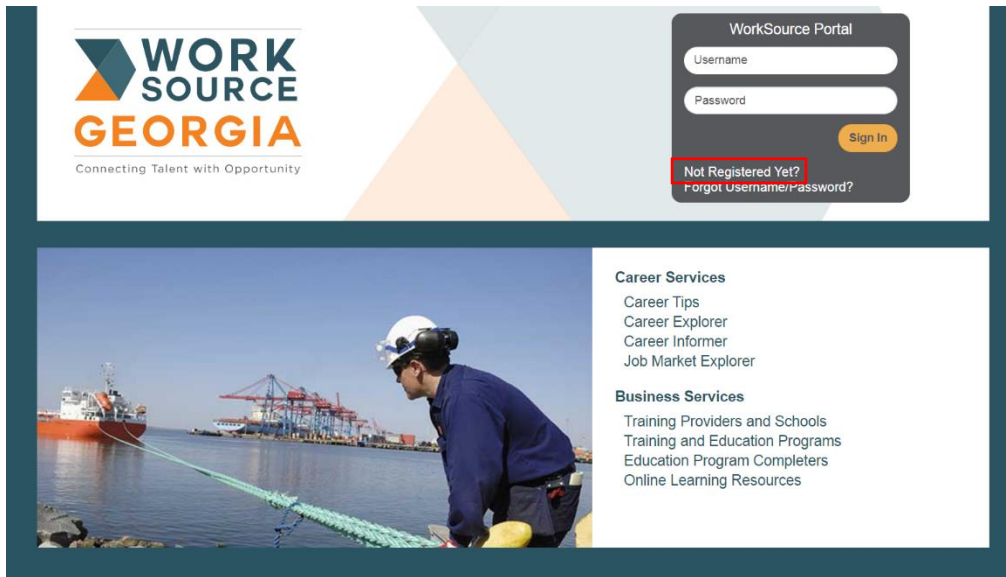 WORK
SOURCE
GEORGIA
Connecting Talent with Opportunity
WorkSource Portal
Username
Password
Sign In
Not Registered Yet?
Forgot Username/Password?
Career Services
Career Tips
Career Explorer
Career Informer
Job Market Explorer
Business Services
Training Providers and Schools
Training and Education Programs
Education Program Completers
Online Learning Resources